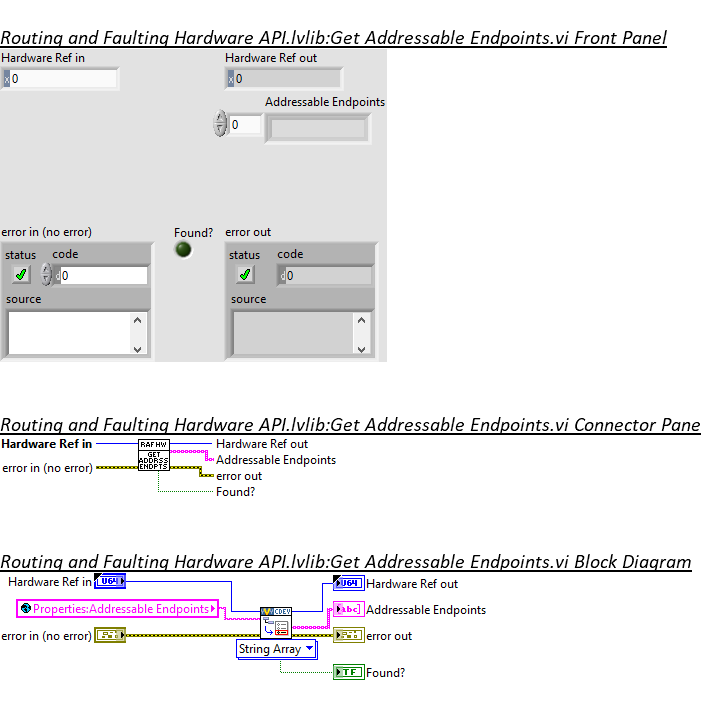 Routing and Faulting Hardware API.lvlib:Get Addressable Endpoints.vi Front Panel
Hardware Ref in Hardware Ref out
x 0 x 0
Addressable Endpoints
0
error in (no error) Found? error out
status code status code
d 0 d 0
source source
Routing and Faulting Hardware API.lvlib:Get Addressable Endpoints.vi Connector Pane
Hardware Ref in RAF HW Hardware Ref out
GET
ADDRSS Addressable Endpoints
error in (no error) ENDPTS
error out
Found?
Routing and Faulting Hardware API.lvlib:Get Addressable Endpoints.vi Block Diagram
Hardware Ref in U64 U64 Hardware Ref out
Properties:Addressable Endpoints V CDEV abc Addressable Endpoints
error in (no error) error out
String Array
TF Found?